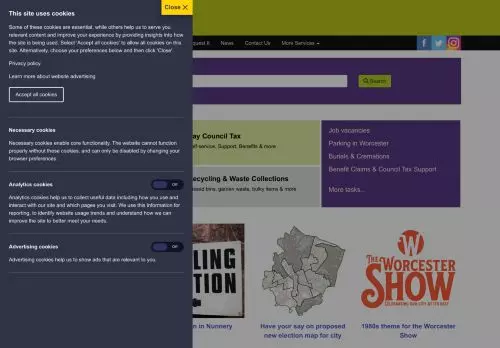 Close ✕
This site uses cookies
Some of these cookies are essential, while others help us to serve you
relevant content and improve your experience by providing insights into how
the site is being used. Select 'Accept all cookies' to allow all cookies on this
site. Alternatively, choose your preferences below and then click 'Close'.
Privacy policy
Learn more about website advertising
Accept all cookies
Necessary cookies
Necessary cookies enable core functionality. The website cannot function
properly without these cookies, and can only be disabled by changing your
browser preferences
Analytics cookies
Off
Analytics cookies help us to collect useful data including how you use and
interact with our site and which pages you visit. We use this information for
reporting, to identify website usage trends and understand how we can
improve the site to better meet your needs.
Advertising cookies
Off
Advertising cookies help us to show ads that are relevant to you.
quest it News Contact Us More Services
Search
ay Council Tax
elf-service, Support, Benefits & more
ecycling & Waste Collections
issed bins, garden waste, bulky items & more
Job vacancies
Parking in Worcester
Burials & Cremations
Benefit Claims & Council Tax Support
More tasks..
LING
TION
n in Nunnery
Have your say on proposed
new election map for city
THE
WORCESTER
SHOW
CELEBRATING OUR CITY AT ITS BEST
1980s theme for the Worcester
Show